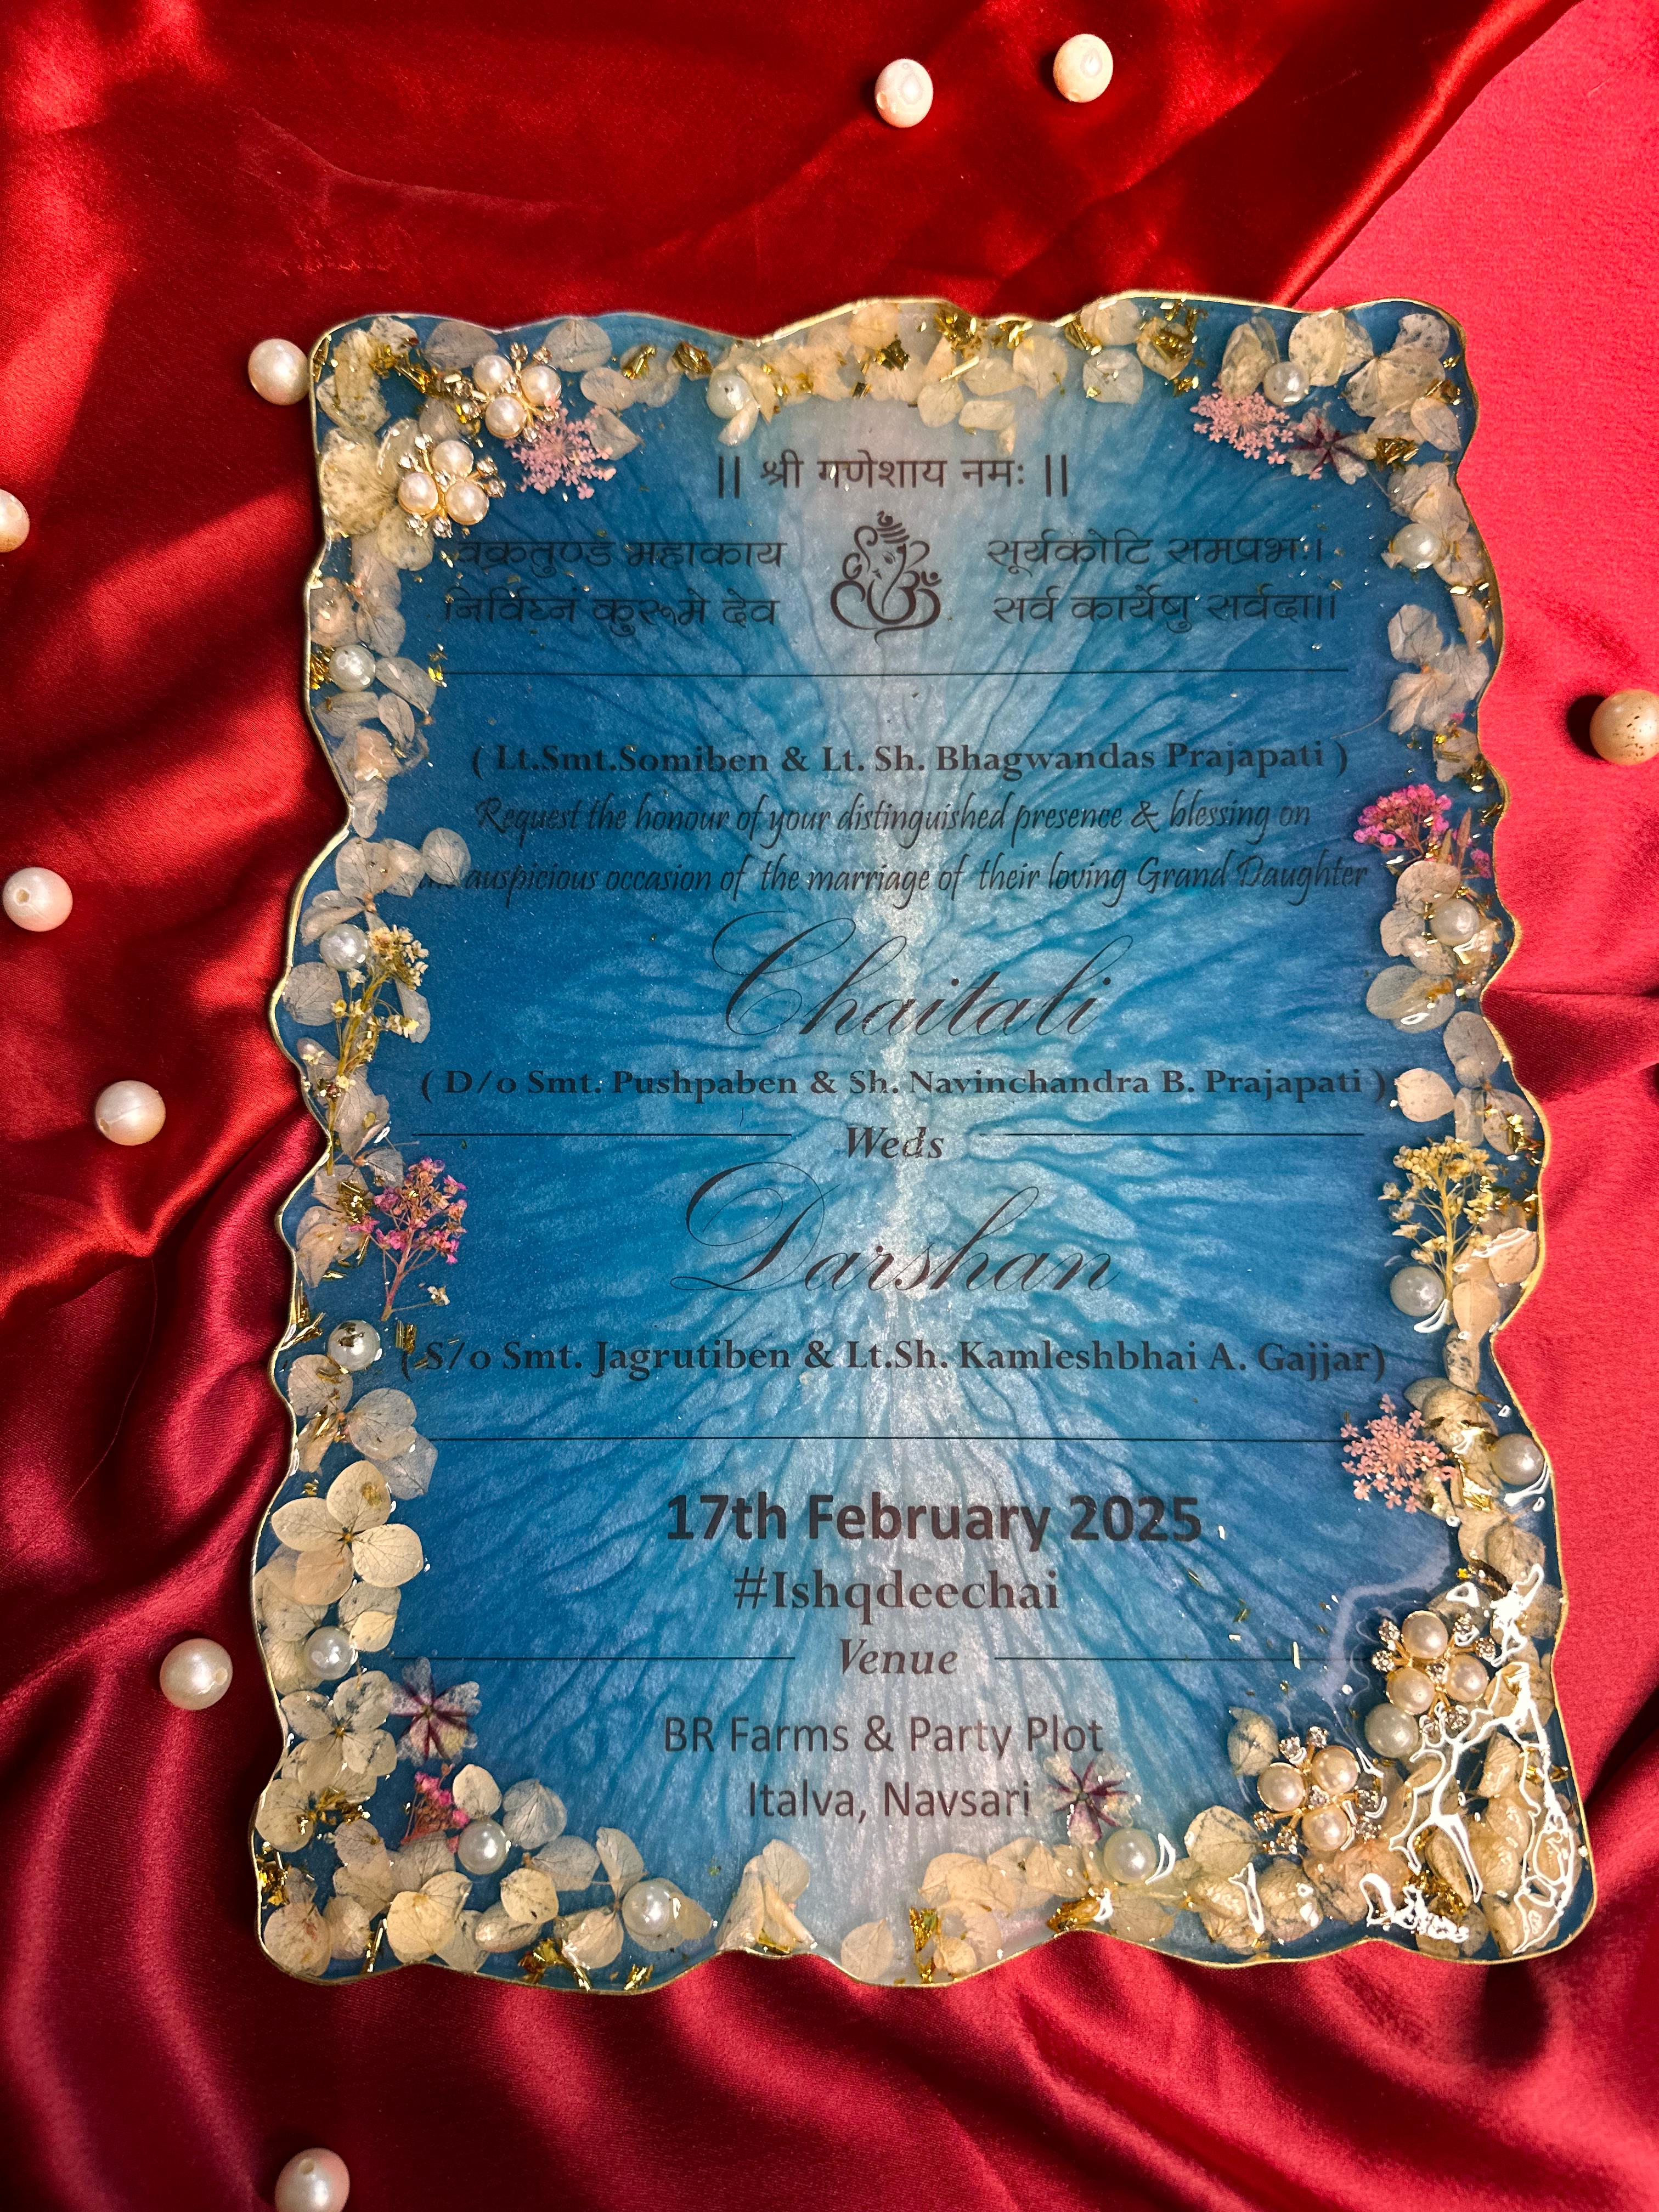 || श्री गणेशाय नमः ||
वक्रतुण्ड महाकाय सूर्यकोटि समप्रभः।
निर्विघ्नं कुरूमे देव सर्व कार्येषु सर्वदा।।
( Lt.Smt.Somiben & Lt. Sh. Bhagwandas Prajapati )
Request the honour of your distinguished presence & blessing on
auspicious occasion of the marriage of their loving Grand Daughter
Chaitali
( D/o Smt. Pushpaben & Sh. Navinchandra B. Prajapati )
Weds
Darshan
( S/o Smt. Jagrutiben & Lt.Sh. Kamleshbhai A. Gajjar)
17th February 2025
#Ishqdeechai
Venue
BR Farms & Party Plot
Italva, Navsari